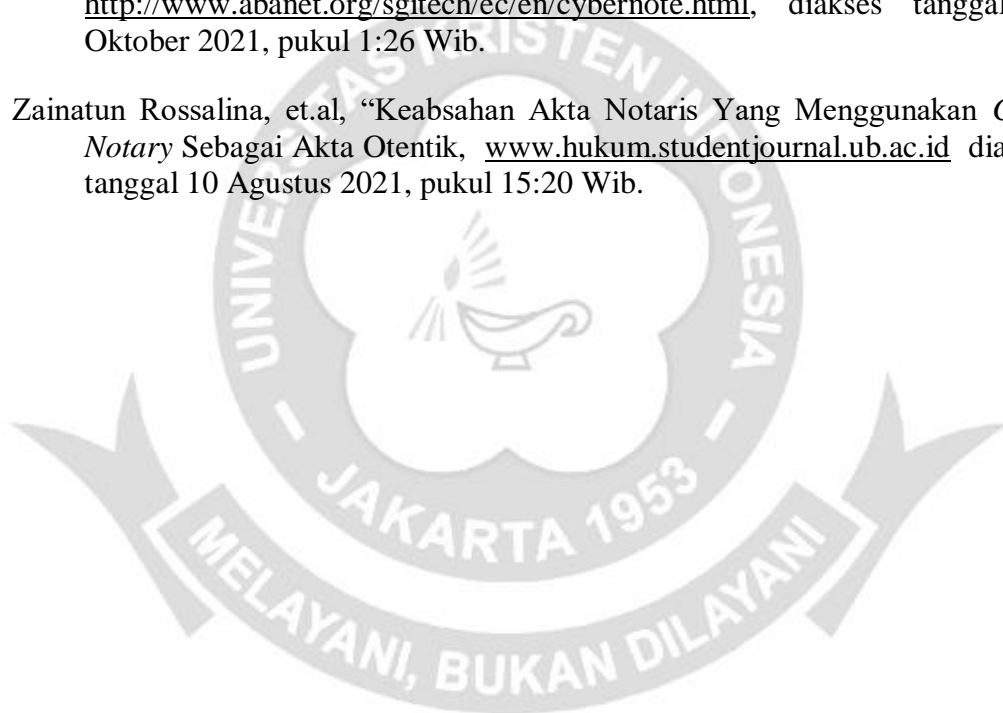 http://www.abanet.org/sgitech/ec/en/cybernote.html, diakses tanggal
Oktober 2021, pukul 1:26 Wib.
Zainatun Rossalina, et.al, “Keabsahan Akta Notaris Yang Menggunakan
Notary Sebagai Akta Otentik, www.hukum.studentjournal.ub.ac.id dia
tanggal 10 Agustus 2021, pukul 15:20 Wib.
UNIVERSITAS KRISTEN INDONESIA
- JAKARTA 1953 -
MELAYANI, BUKAN DILAYANI